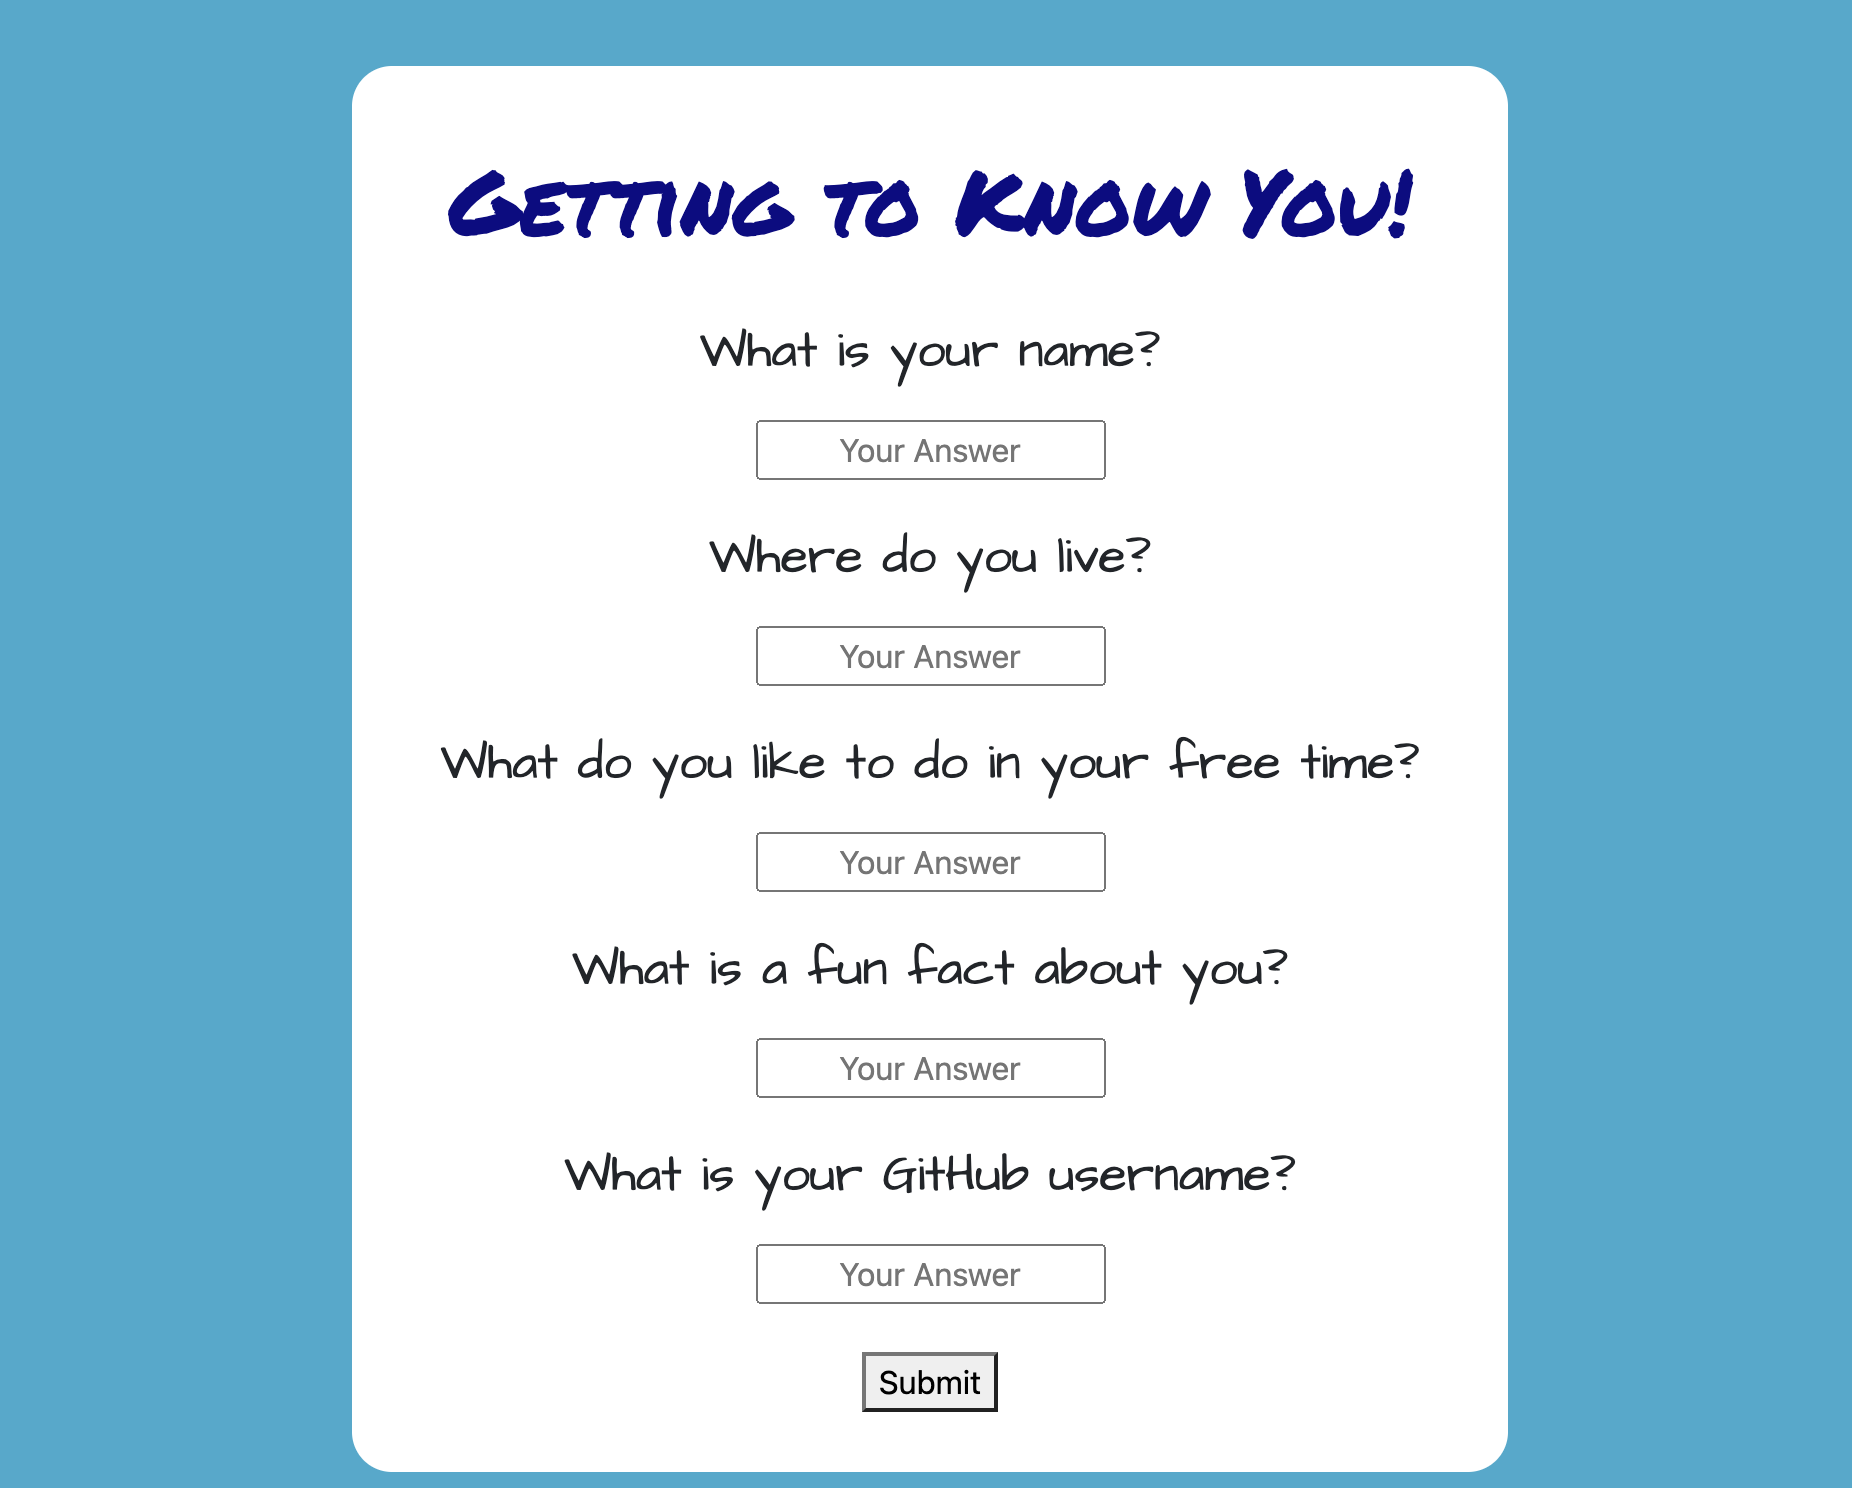 Getting to Know You!
What is your name?
Your Answer
Where do you live?
Your Answer
What do you like to do in your free time?
Your Answer
What is a fun fact about you?
Your Answer
What is your GitHub username?
Your Answer
Submit